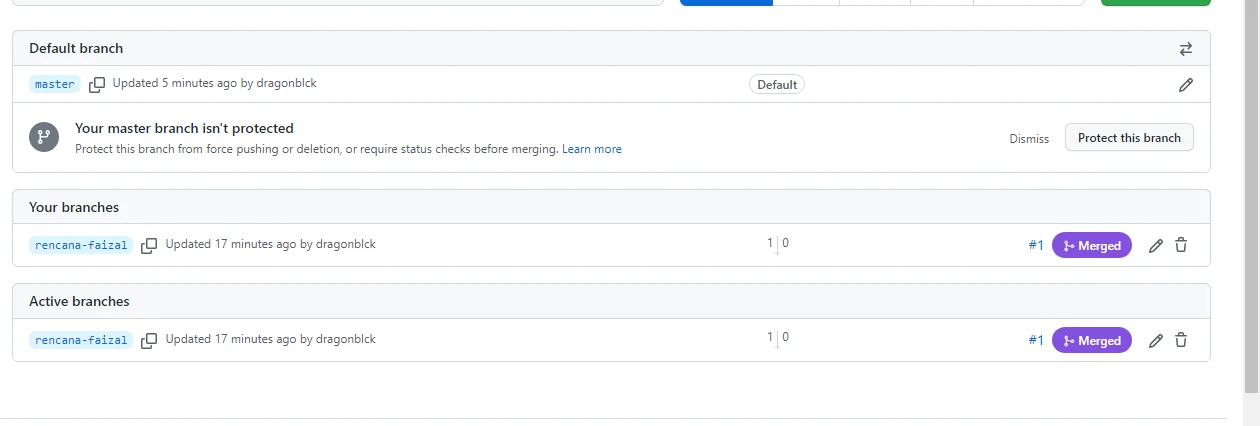 Default branch
master Updated 5 minutes ago by dragonblck Default
Your master branch isn't protected
Protect this branch from force pushing or deletion, or require status checks before merging. Learn more
Dismiss Protect this branch
Your branches
rencana-faizal Updated 17 minutes ago by dragonblck 1 0 #1 Merged
Active branches
rencana-faizal Updated 17 minutes ago by dragonblck 1 0 #1 Merged